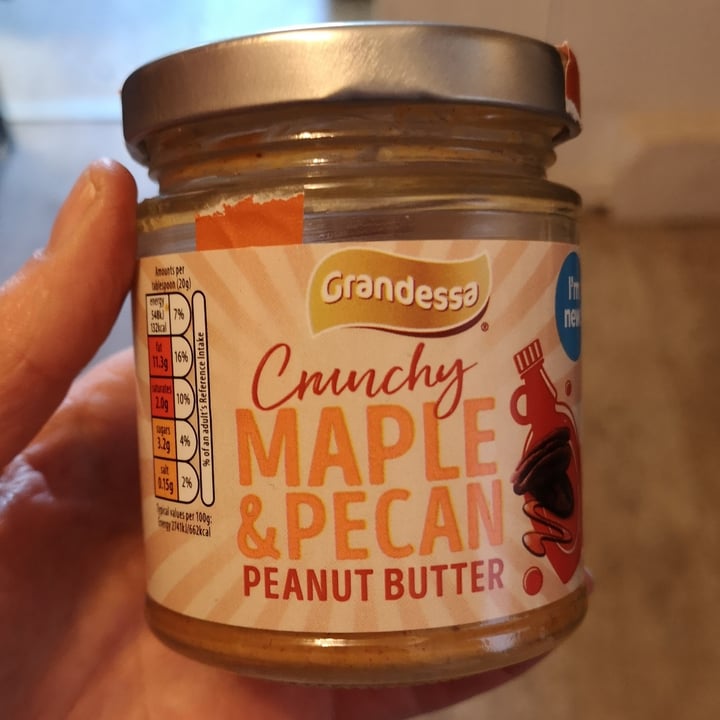 Grandessa
®
Crunchy
MAPLE
&PECAN
PEANUT BUTTER
I'm
new
Amounts per
tablespoon (20g)
energy
548kJ
132kcal
7%
fat
11.3g
16%
saturates
2.0g
10%
sugars
3.2g
4%
salt
0.15g
2%
% of an adult's Reference Intake
Typical values per 100g:
Energy 2741kJ/662kcal